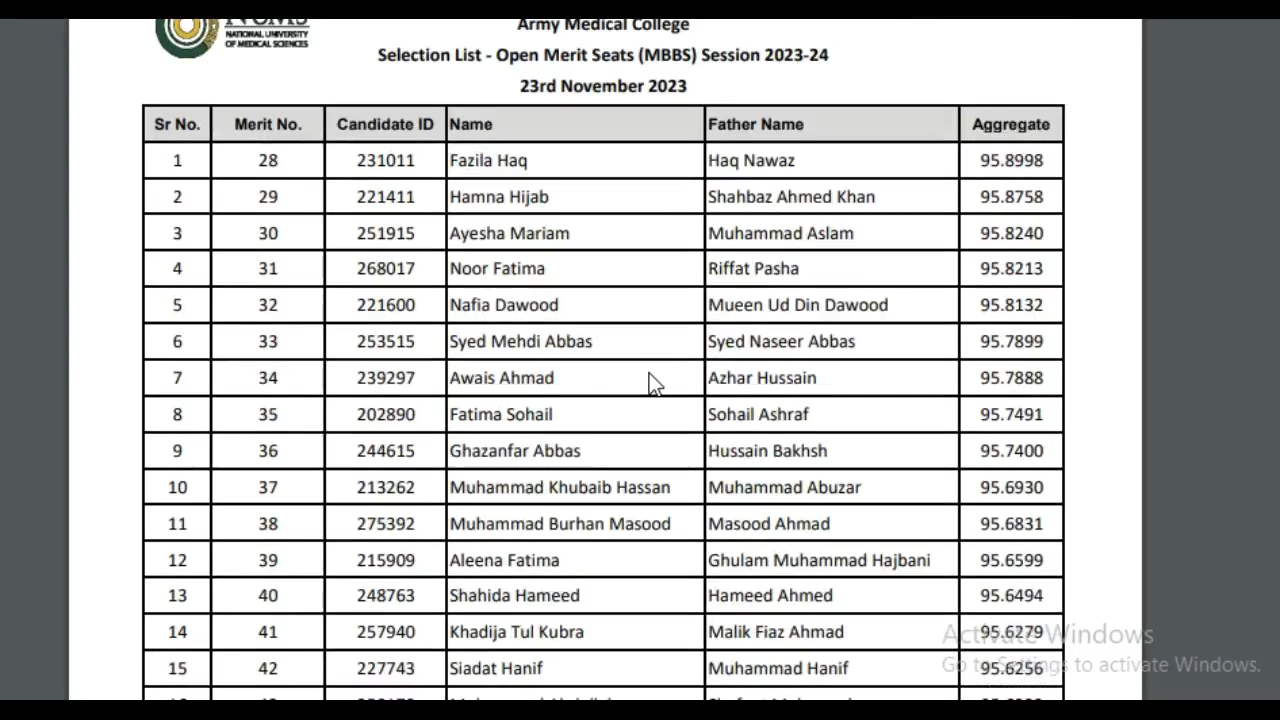 NUMS
NATIONAL UNIVERSITY
OF MEDICAL SCIENCES
Army Medical College
Selection List - Open Merit Seats (MBBS) Session 2023-24
23rd November 2023
Sr No. Merit No. Candidate ID Name Father Name Aggregate
1 28 231011 Fazila Haq Haq Nawaz 95.8998
2 29 221411 Hamna Hijab Shahbaz Ahmed Khan 95.8758
3 30 251915 Ayesha Mariam Muhammad Aslam 95.8240
4 31 268017 Noor Fatima Riffat Pasha 95.8213
5 32 221600 Nafia Dawood Mueen Ud Din Dawood 95.8132
6 33 253515 Syed Mehdi Abbas Syed Naseer Abbas 95.7899
7 34 239297 Awais Ahmad Azhar Hussain 95.7888
8 35 202890 Fatima Sohail Sohail Ashraf 95.7491
9 36 244615 Ghazanfar Abbas Hussain Bakhsh 95.7400
10 37 213262 Muhammad Khubaib Hassan Muhammad Abuzar 95.6930
11 38 275392 Muhammad Burhan Masood Masood Ahmad 95.6831
12 39 215909 Aleena Fatima Ghulam Muhammad Hajbani 95.6599
13 40 248763 Shahida Hameed Hameed Ahmed 95.6494
14 41 257940 Khadija Tul Kubra Malik Fiaz Ahmad 95.6279
15 42 227743 Siadat Hanif Muhammad Hanif 95.6256
Activate Windows
Go to Settings to activate Windows.